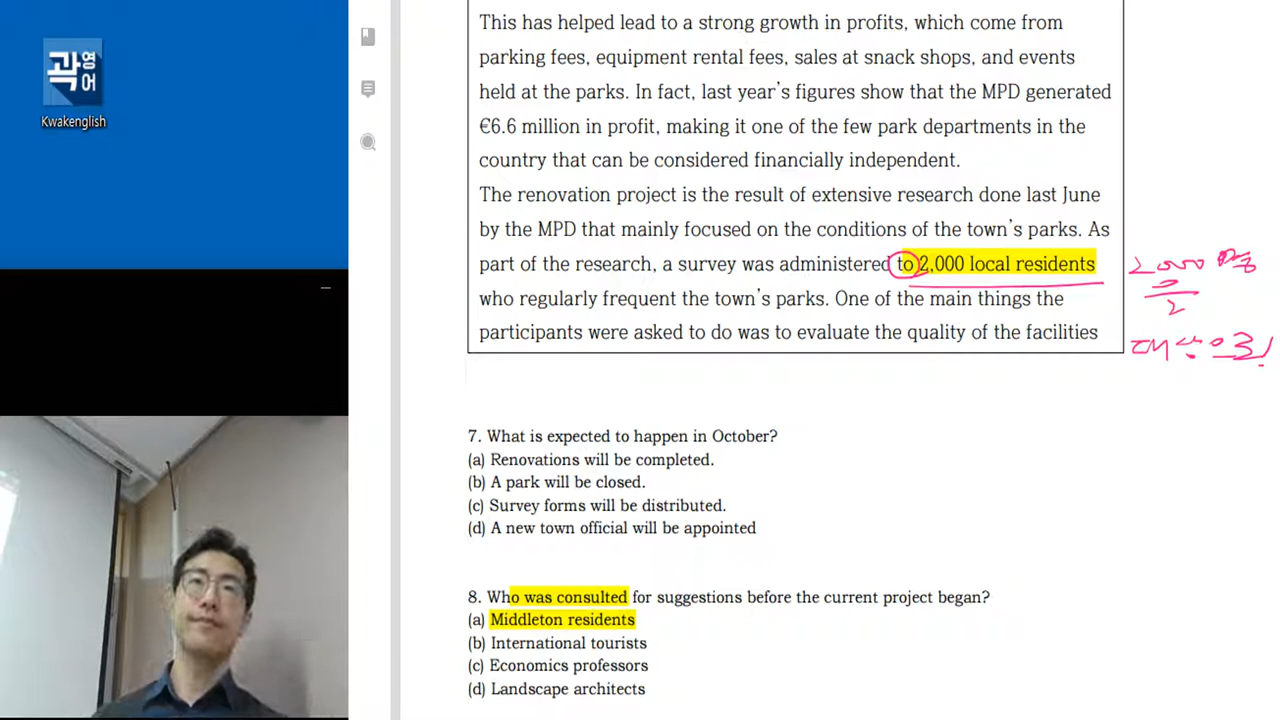 곽영어
Kwakenglish
This has helped lead to a strong growth in profits, which come from
parking fees, equipment rental fees, sales at snack shops, and events
held at the parks. In fact, last year's figures show that the MPD generated
€6.6 million in profit, making it one of the few park departments in the
country that can be considered financially independent.
The renovation project is the result of extensive research done last June
by the MPD that mainly focused on the conditions of the town's parks. As
part of the research, a survey was administered to 2,000 local residents
who regularly frequent the town's parks. One of the main things the
participants were asked to do was to evaluate the quality of the facilities
2000
대상으로!
7. What is expected to happen in October?
(a) Renovations will be completed.
(b) A park will be closed.
(c) Survey forms will be distributed.
(d) A new town official will be appointed
8. Who was consulted for suggestions before the current project began?
(a) Middleton residents
(b) International tourists
(c) Economics professors
(d) Landscape architects